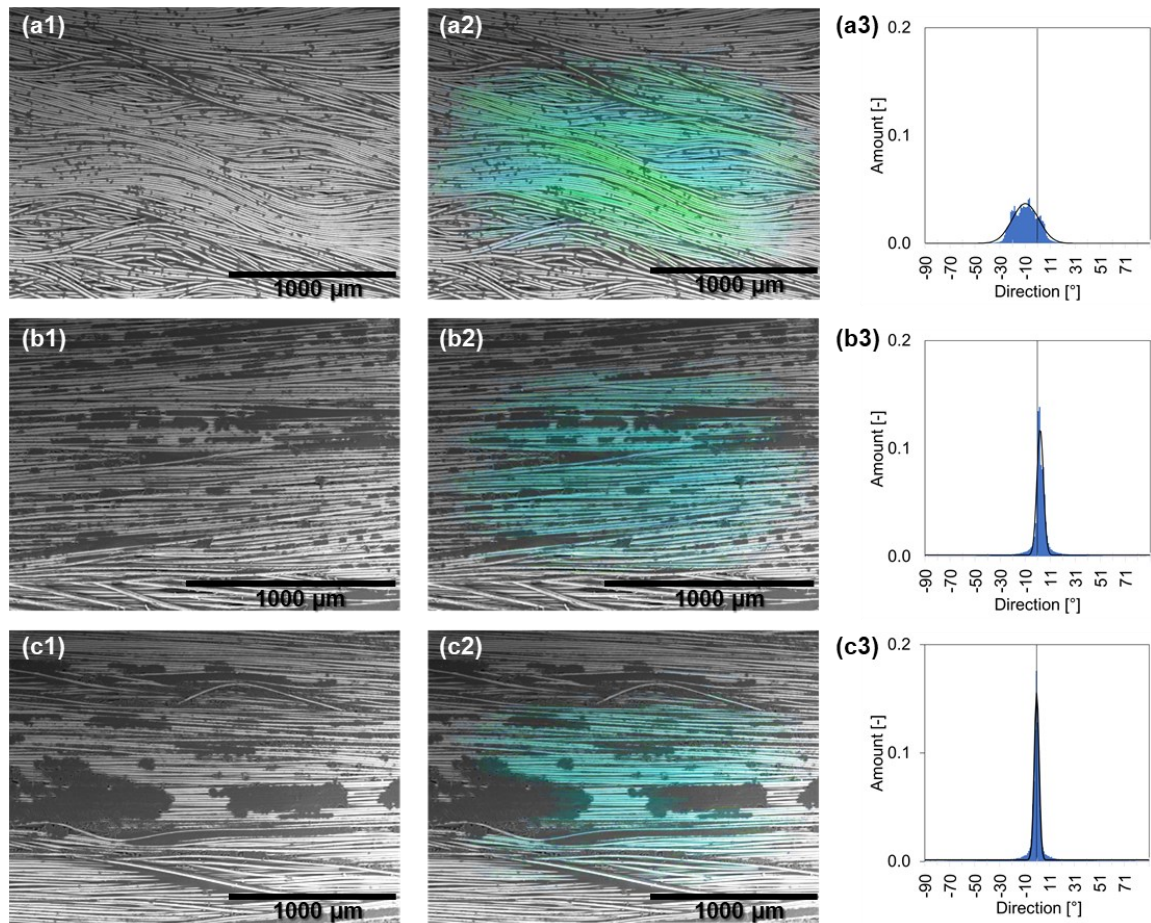 (a1)
1000 µm
(a2)
1000 µm
(a3)
Amount [-]
0.2
0.1
0.0
-90
-70
-50
-30
-10
11
31
51
71
Direction [°]
(b1)
1000 µm
(b2)
1000 µm
(b3)
Amount [-]
0.2
0.1
0.0
-90
-70
-50
-30
-10
11
31
51
71
Direction [°]
(c1)
1000 µm
(c2)
1000 µm
(c3)
Amount [-]
0.2
0.1
0.0
-90
-70
-50
-30
-10
11
31
51
71
Direction [°]